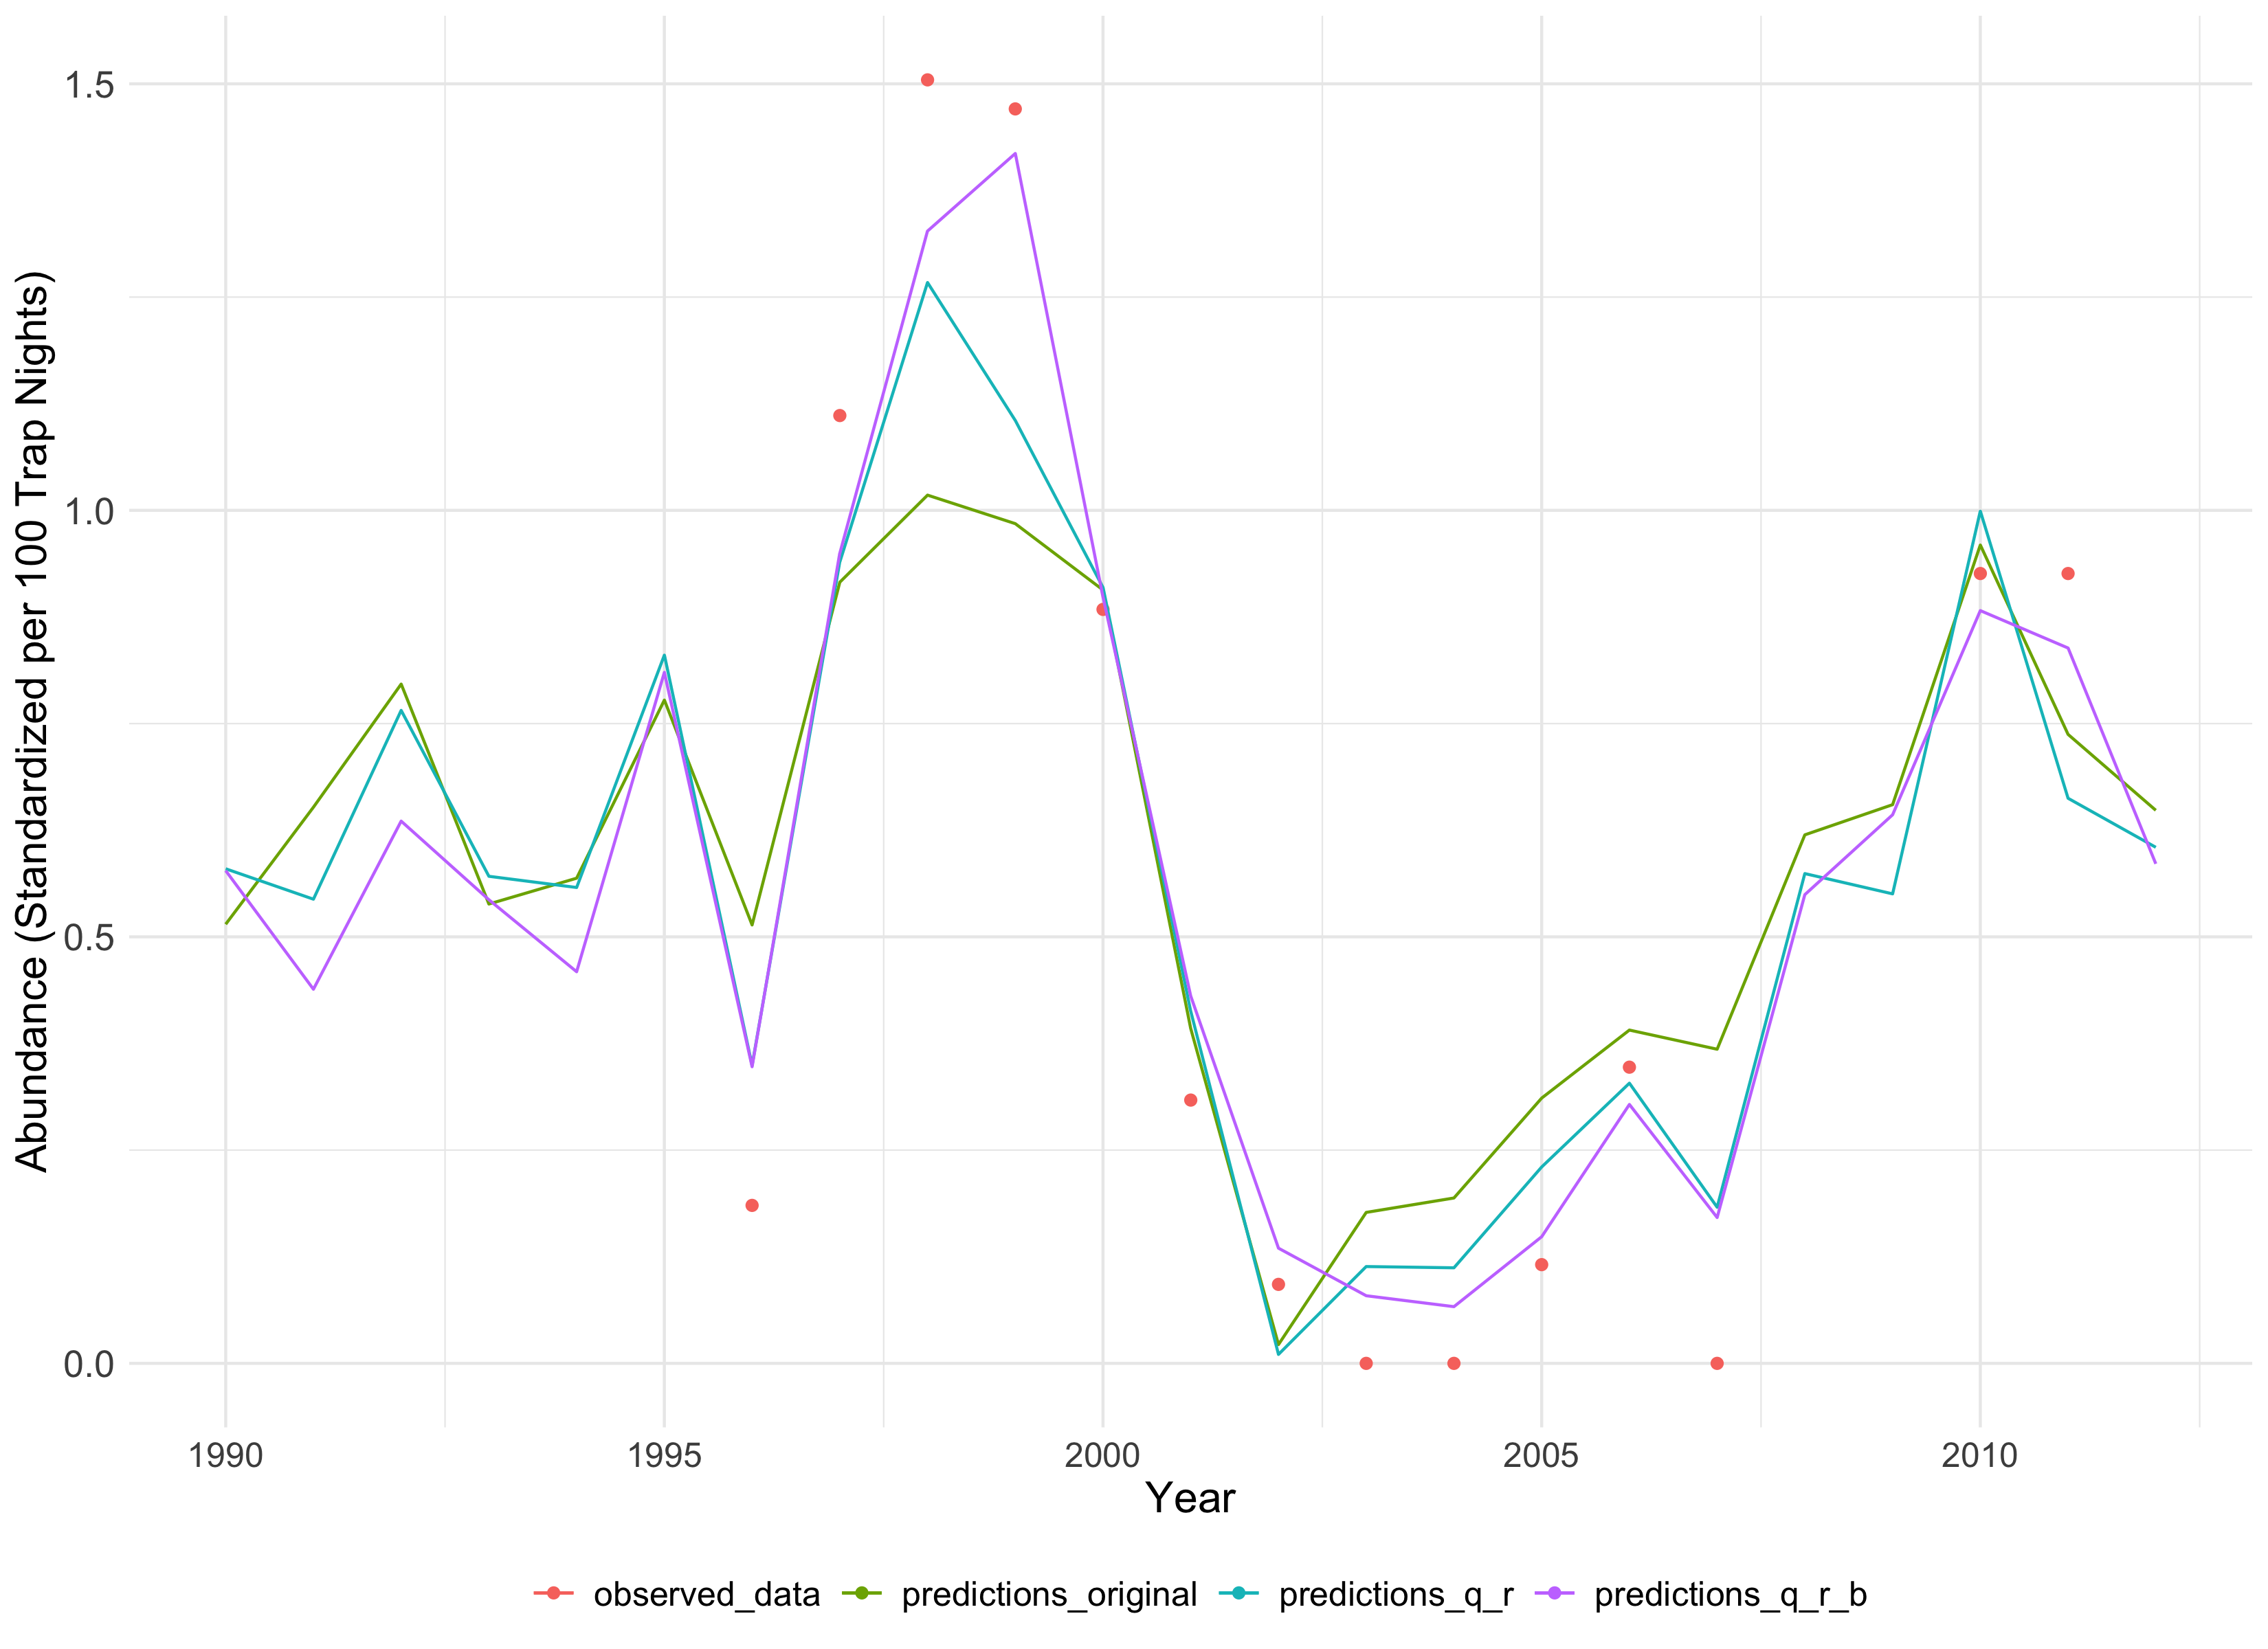 Abundance (Standardized per 100 Trap Nights)
1.5
1.0
0.5
0.0
1990 1995 2000 2005 2010
Year
observed_data predictions_original predictions_q_r predictions_q_r_b